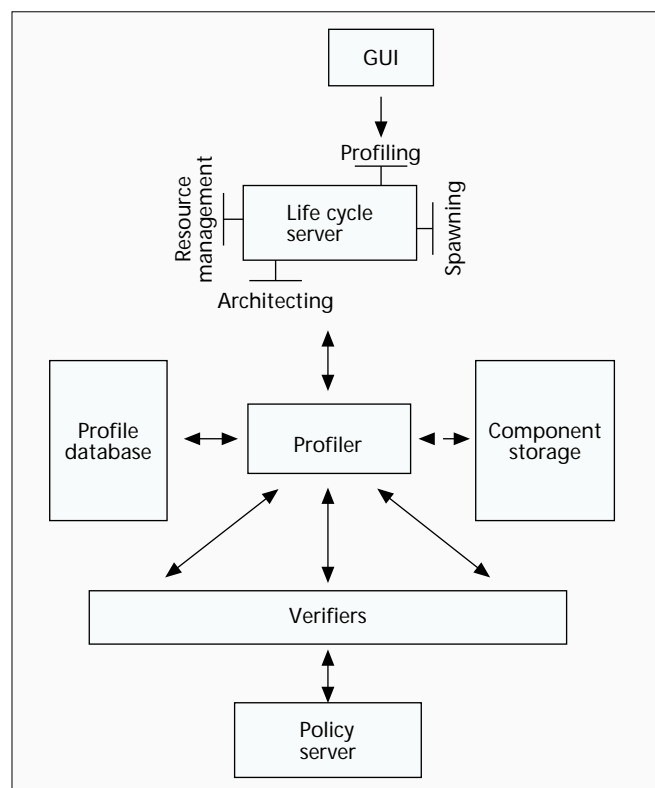 GUI
Profiling
Resource
management
Life cycle
server
Spawning
Architecting
Profile
database
Profiler
Component
storage
Verifiers
Policy
server